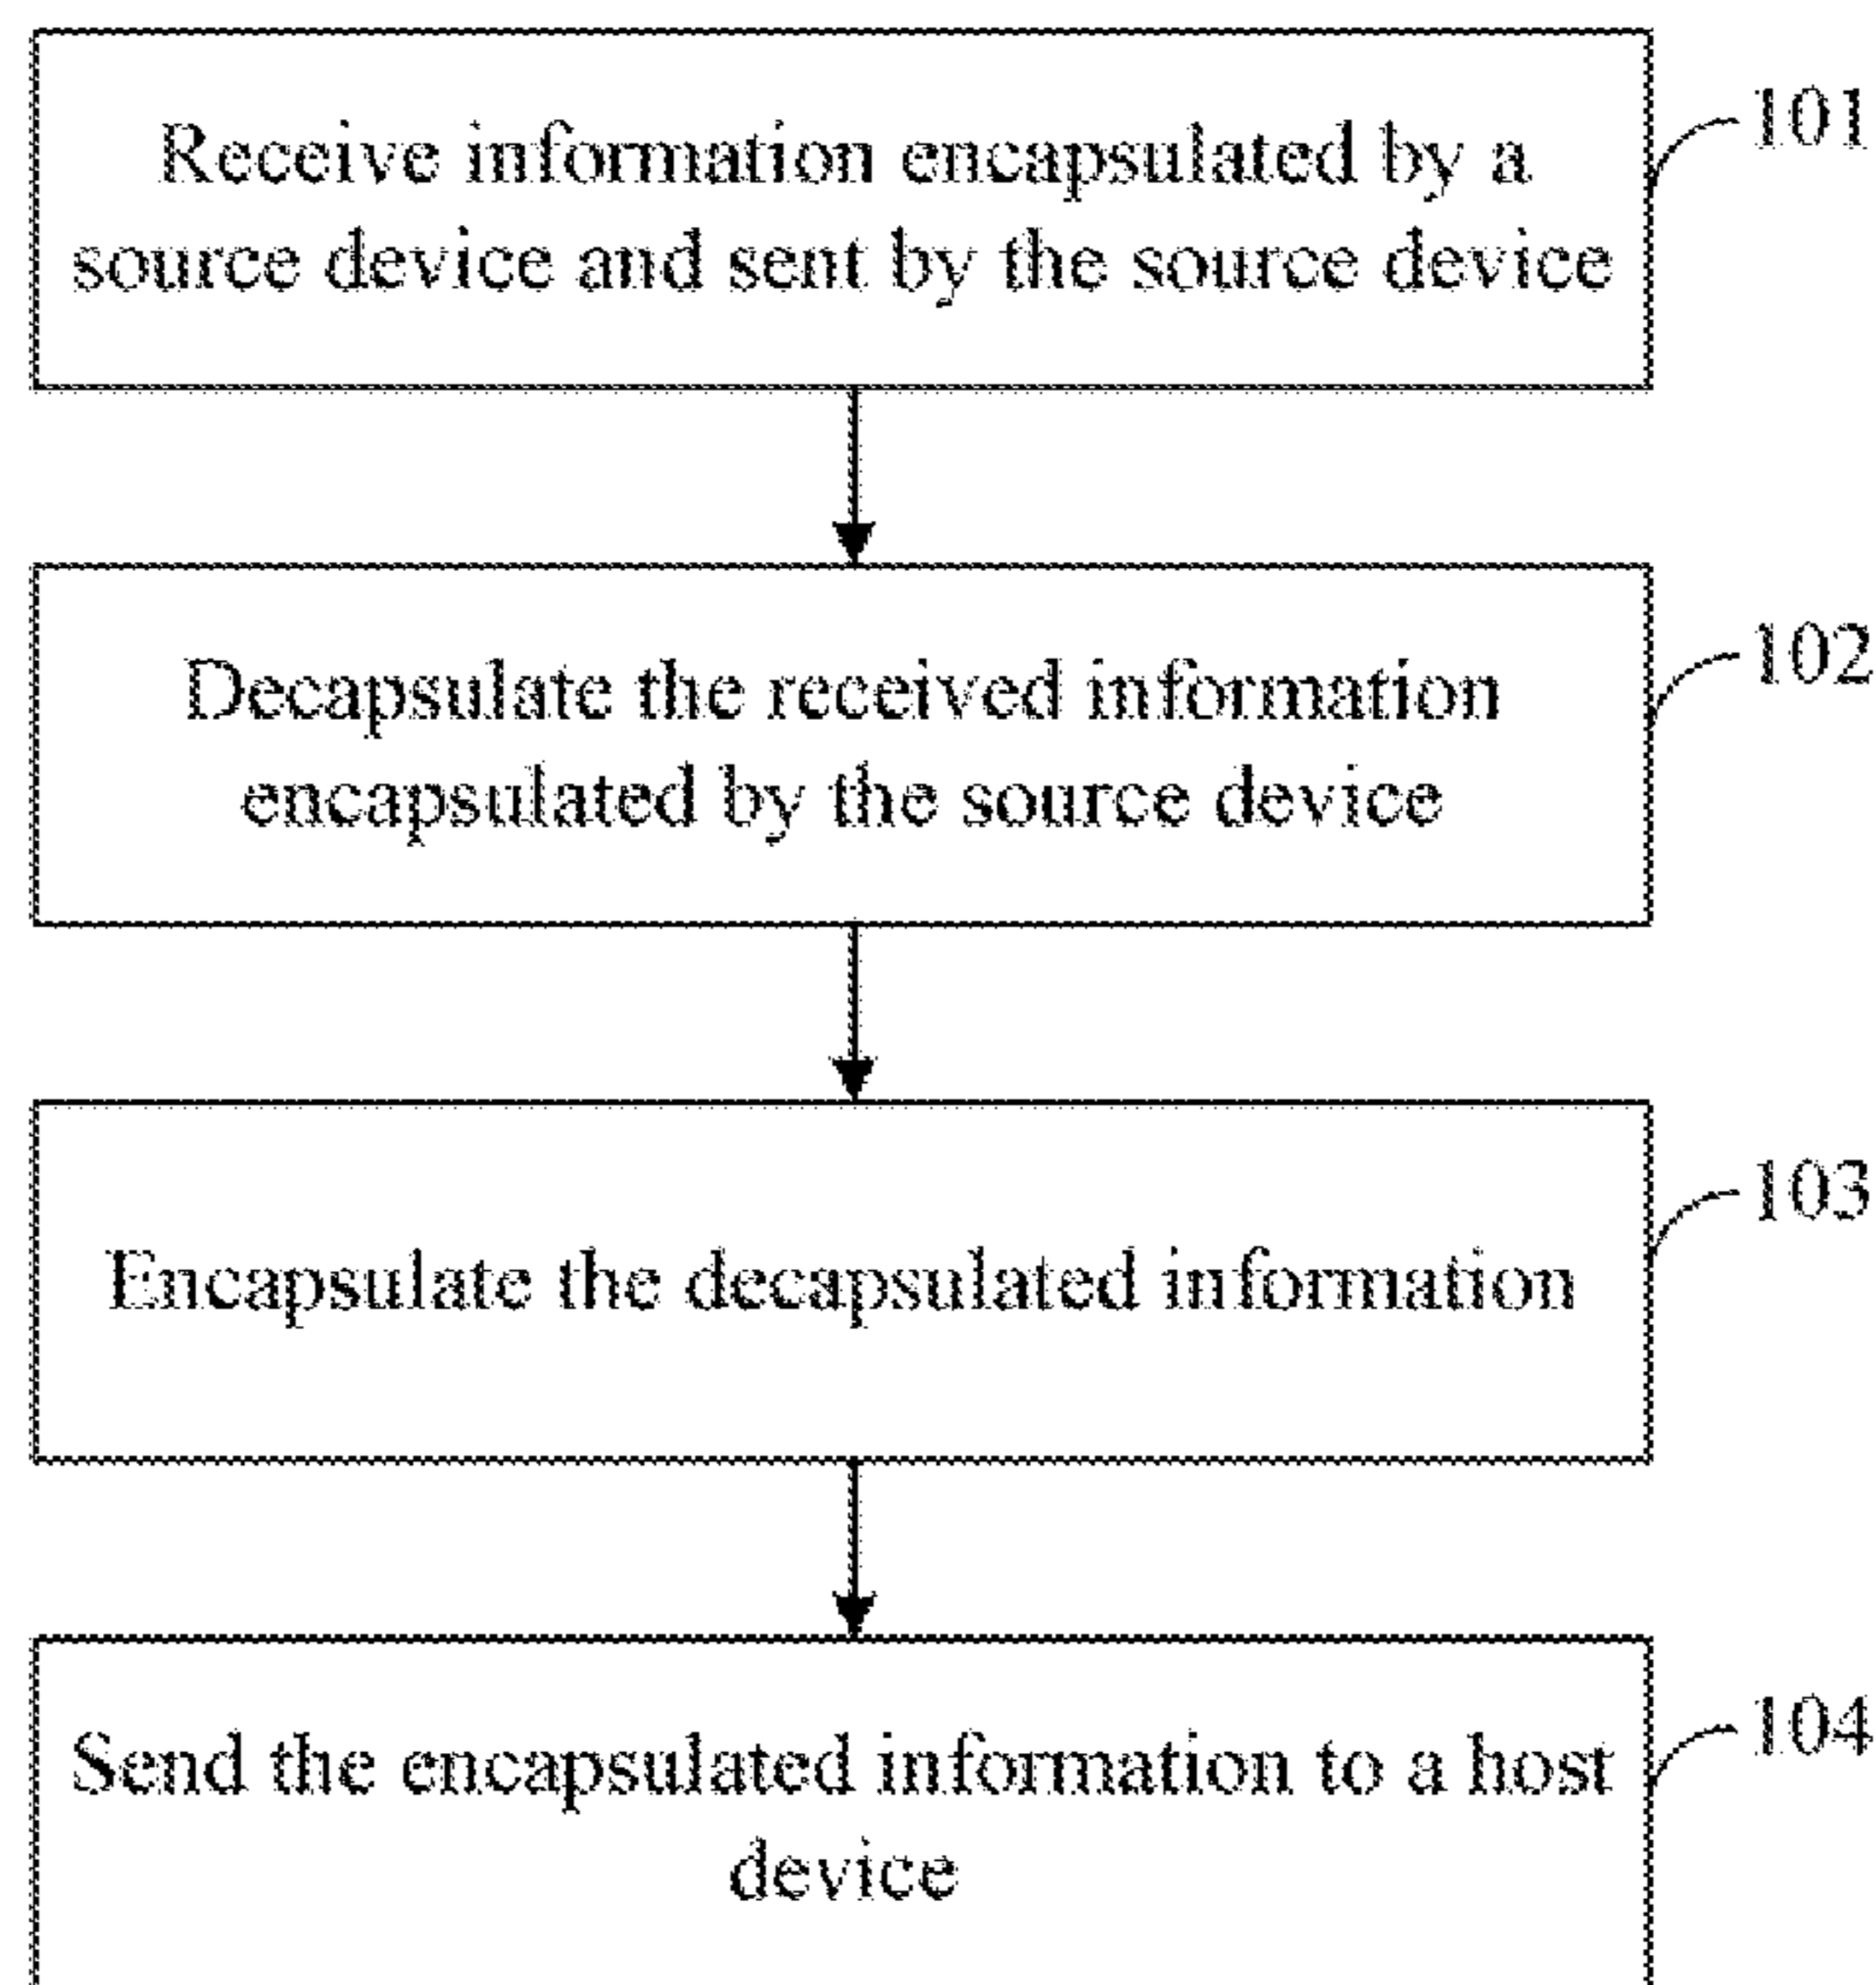 Receive information encapsulated by a
source device and sent by the source device
101
Decapsulate the received information
encapsulated by the source device
102
Encapsulate the decapsulated information
103
Send the encapsulated information to a host
device
104